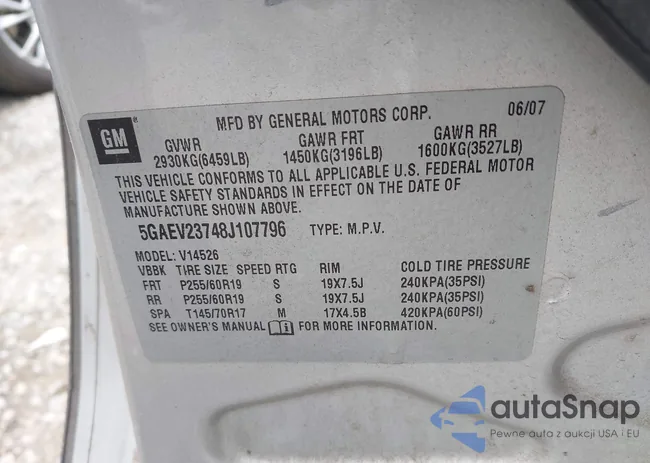 MFD BY GENERAL MOTORS CORP. 06/07
GM
GVWR GAWR FRT GAWR RR
2930KG(6459LB) 1450KG(3196LB) 1600KG(3527LB)
THIS VEHICLE CONFORMS TO ALL APPLICABLE U.S. FEDERAL MOTOR
VEHICLE SAFETY STANDARDS IN EFFECT ON THE DATE OF
MANUFACTURE SHOWN ABOVE.
5GAEV23748J107796 TYPE: M.P.V.
MODEL: V14526
VBBK TIRE SIZE SPEED RTG RIM COLD TIRE PRESSURE
FRT P255/60R19 S 19X7.5J 240KPA(35PSI)
RR P255/60R19 S 19X7.5J 240KPA(35PSI)
SPA T145/70R17 M 17X4.5B 420KPA(60PSI)
SEE OWNER'S MANUAL FOR MORE INFORMATION.
autaSnap
Pewne auta z aukcji USA i EU